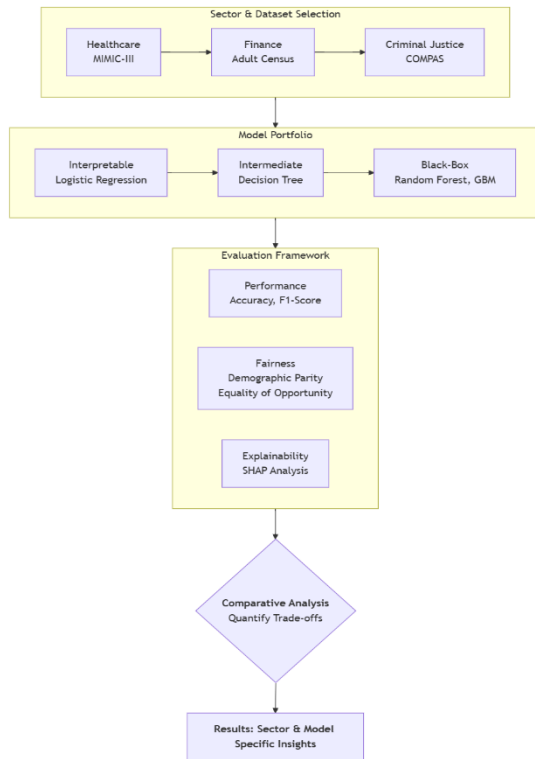 Sector & Dataset Selection
Healthcare
MIMIC-III
Finance
Adult Census
Criminal Justice
COMPAS
Model Portfolio
Interpretable
Logistic Regression
Intermediate
Decision Tree
Black-Box
Random Forest, GBM
Evaluation Framework
Performance
Accuracy, F1-Score
Fairness
Demographic Parity
Equality of Opportunity
Explainability
SHAP Analysis
Comparative Analysis
Quantify Trade-offs
Results: Sector & Model
Specific Insights